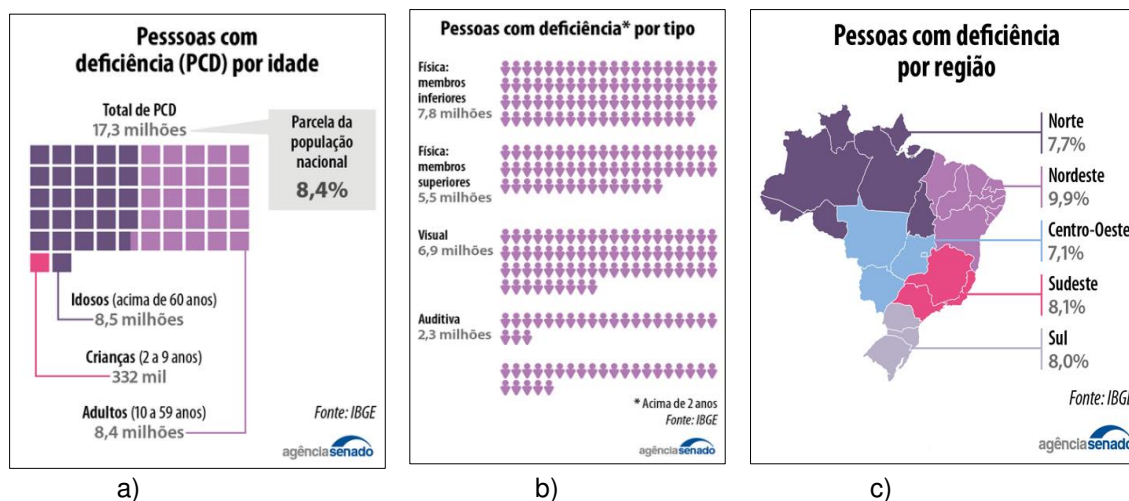 Pesssoas com
deficiência (PCD) por idade
Total de PCD
17,3 milhões
Parcela da
população
nacional
8,4%
Idosos (acima de 60 anos)
8,5 milhões
Crianças (2 a 9 anos)
332 mil
Adultos (10 a 59 anos)
8,4 milhões
Fonte: IBGE
agênciasenado
a)
Pessoas com deficiência* por tipo
Física:
membros
inferiores
7,8 milhões
Física:
membros
superiores
5,5 milhões
Visual
6,9 milhões
Auditiva
2,3 milhões
* Acima de 2 anos
Fonte: IBGE
agênciasenado
b)
Pessoas com deficiência
por região
Norte
7,7%
Nordeste
9,9%
Centro-Oeste
7,1%
Sudeste
8,1%
Sul
8,0%
Fonte: IBGE
agênciasenado
c)